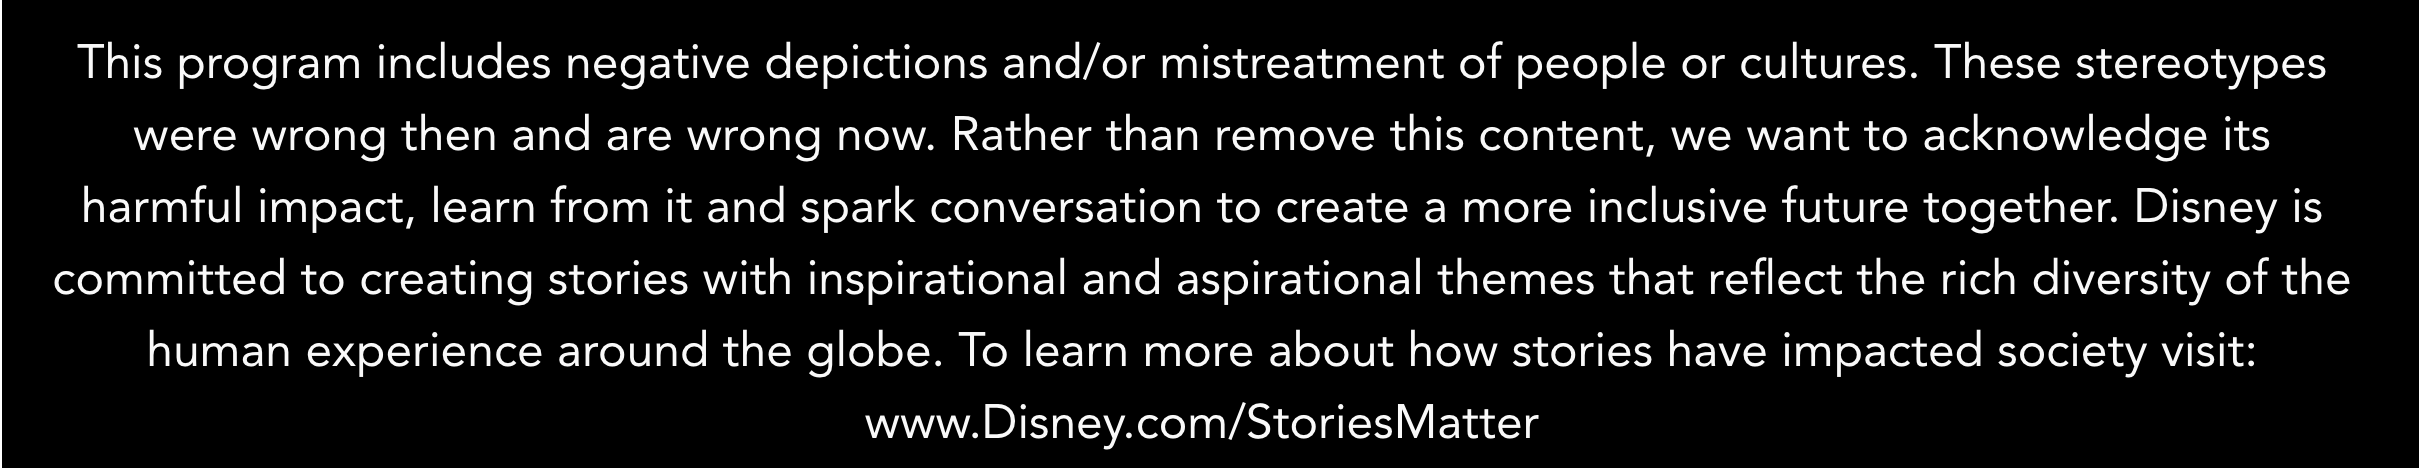 This program includes negative depictions and/or mistreatment of people or cultures. These stereotypes
were wrong then and are wrong now. Rather than remove this content, we want to acknowledge its
harmful impact, learn from it and spark conversation to create a more inclusive future together. Disney is
committed to creating stories with inspirational and aspirational themes that reflect the rich diversity of the
human experience around the globe. To learn more about how stories have impacted society visit:
www.Disney.com/StoriesMatter